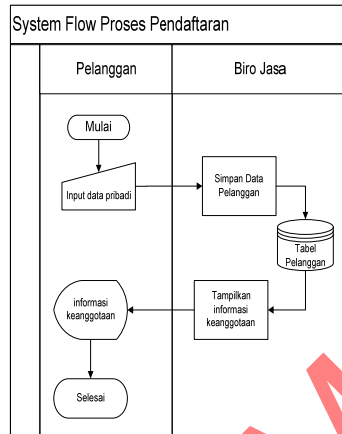 System Flow Proses Pendaftaran
Pelanggan
Biro Jasa
Mulai
Input data pribadi
Simpan Data
Pelanggan
Tabel
Pelanggan
Tampilkan
informasi
keanggotaan
informasi
keanggotaan
Selesai